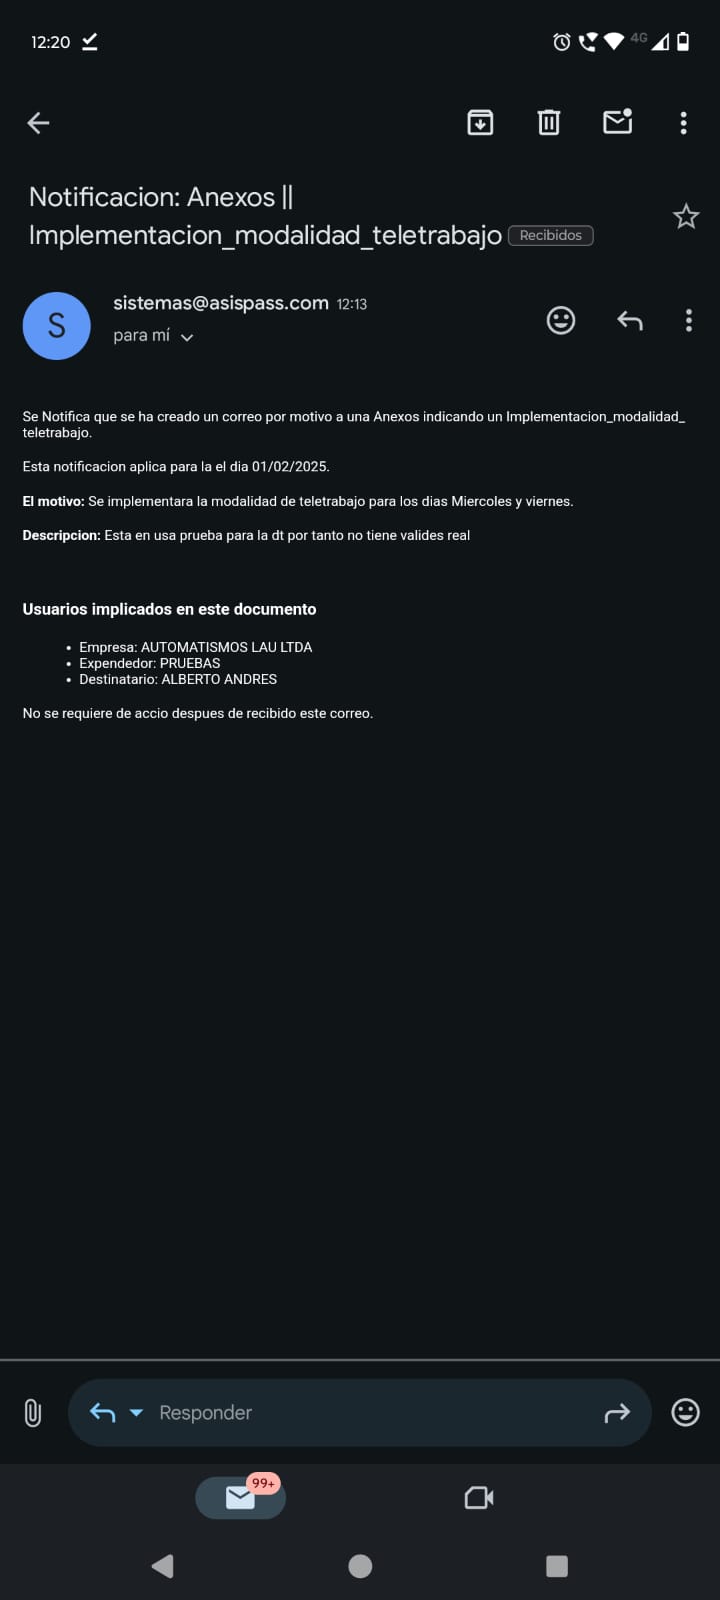 12:20
4G
Notificacion: Anexos ||
Implementacion_modalidad_teletrabajo Recibidos
S
sistemas@asispass.com 12:13
para mí
Se Notifica que se ha creado un correo por motivo a una Anexos indicando un Implementacion_modalidad_
teletrabajo.
Esta notificacion aplica para la el dia 01/02/2025.
El motivo: Se implementara la modalidad de teletrabajo para los dias Miercoles y viernes.
Descripcion: Esta en usa prueba para la dt por tanto no tiene valides real
Usuarios implicados en este documento
• Empresa: AUTOMATISMOS LAU LTDA
• Expendedor: PRUEBAS
• Destinatario: ALBERTO ANDRES
No se requiere de accio despues de recibido este correo.
Responder
99+